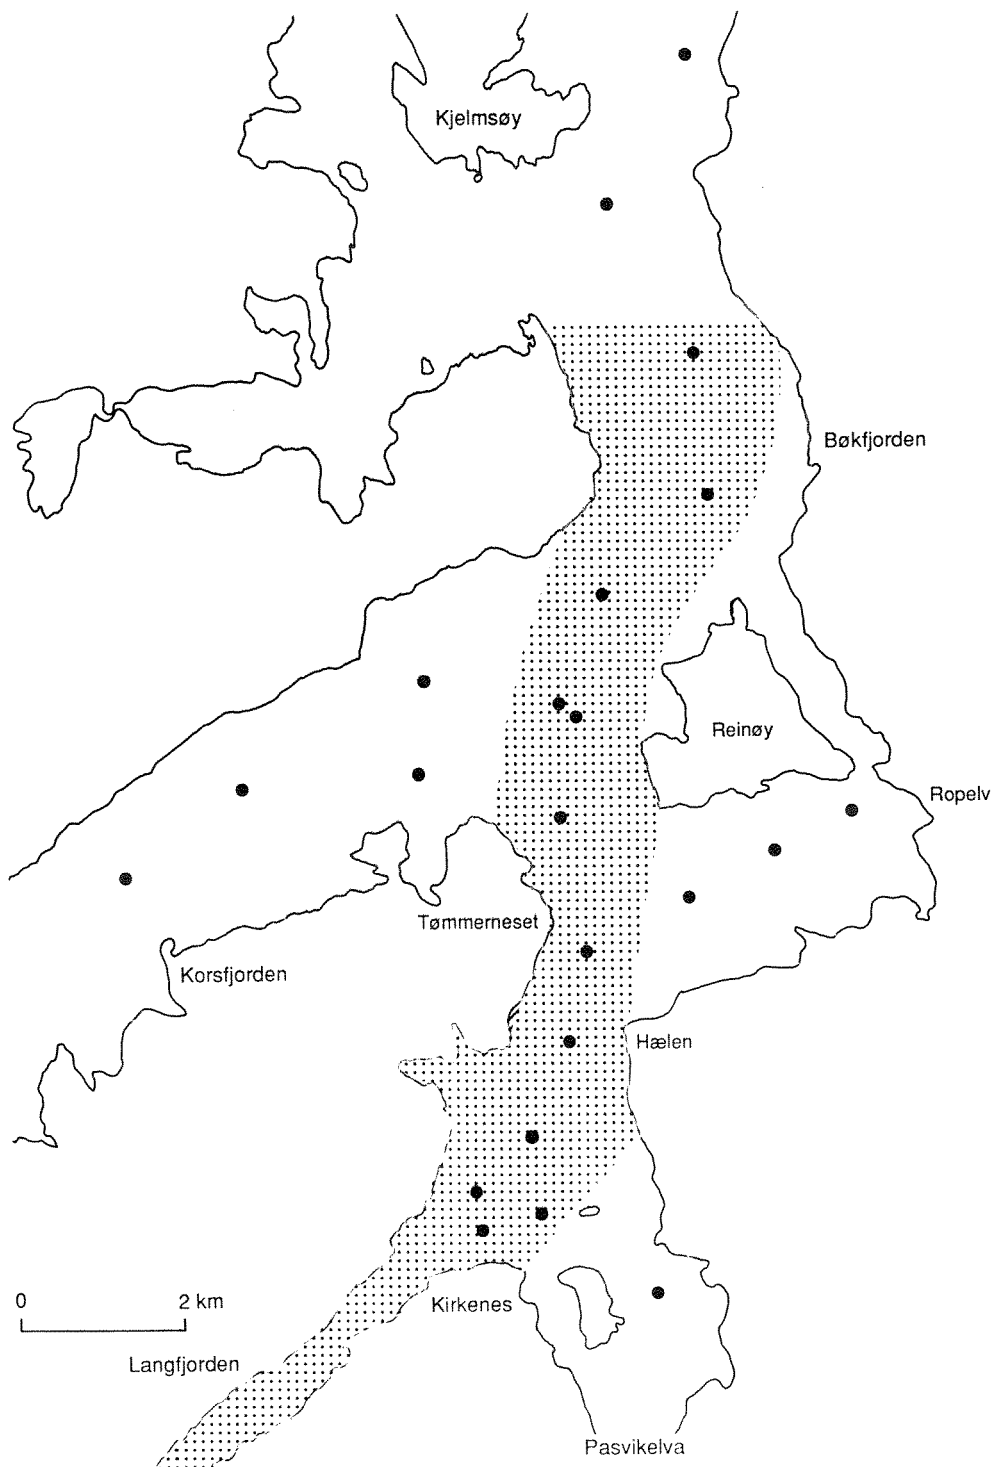 Kjelmsøy
Bøkfjorden
Reinøy
Ropelv
Tømmerneset
Korsfjorden
Hælen
0 2 km
Kirkenes
Langfjorden
Pasvikelva